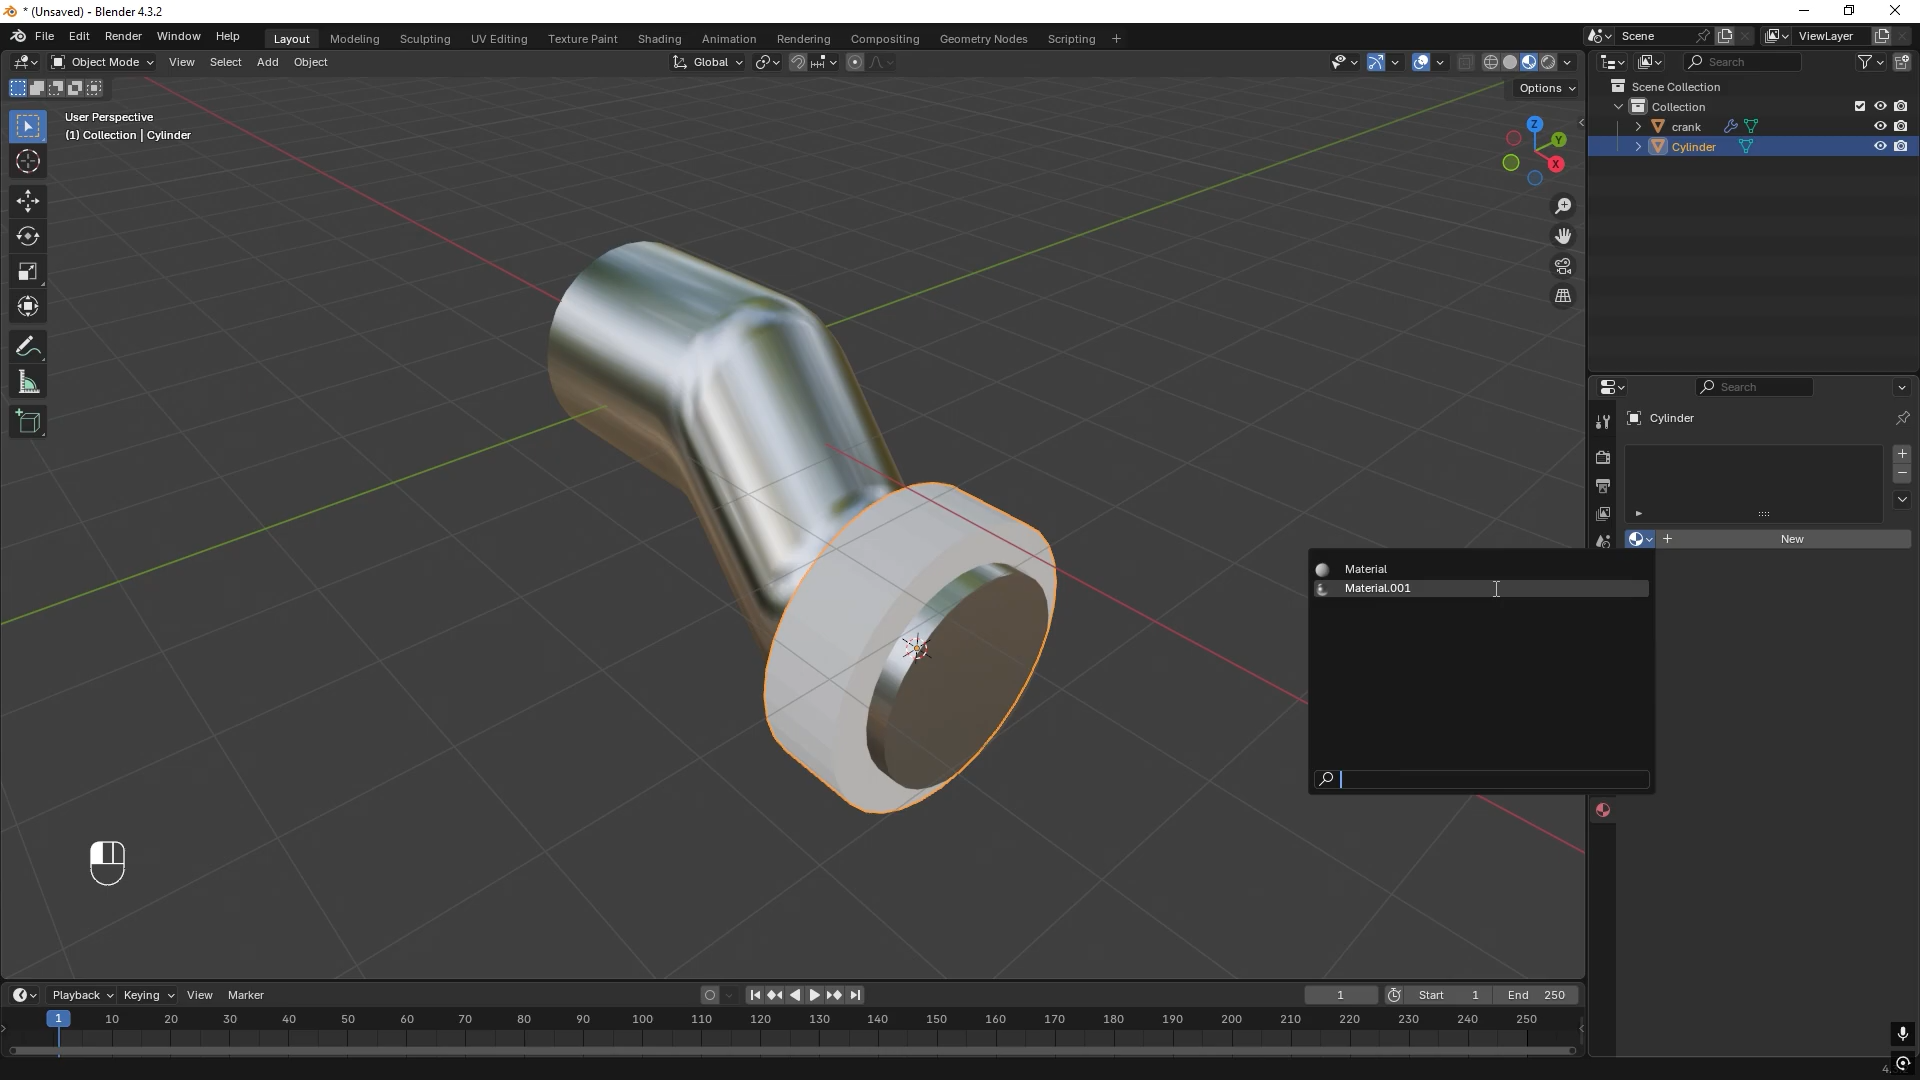 * (Unsaved) - Blender 4.3.2
File Edit Render Window Help
Layout Modeling Sculpting UV Editing Texture Paint Shading Animation Rendering Compositing Geometry Nodes Scripting +
Scene
ViewLayer
Object Mode View Select Add Object
Global
Search
Options
User Perspective
(1) Collection | Cylinder
Z
Y
X
Scene Collection
Collection
crank
Cylinder
Search
Cylinder
+ New
Material
Material.001
Playback Keying View Marker
1
Start 1
End 250
1 10 20 30 40 50 60 70 80 90 100 110 120 130 140 150 160 170 180 190 200 210 220 230 240 250